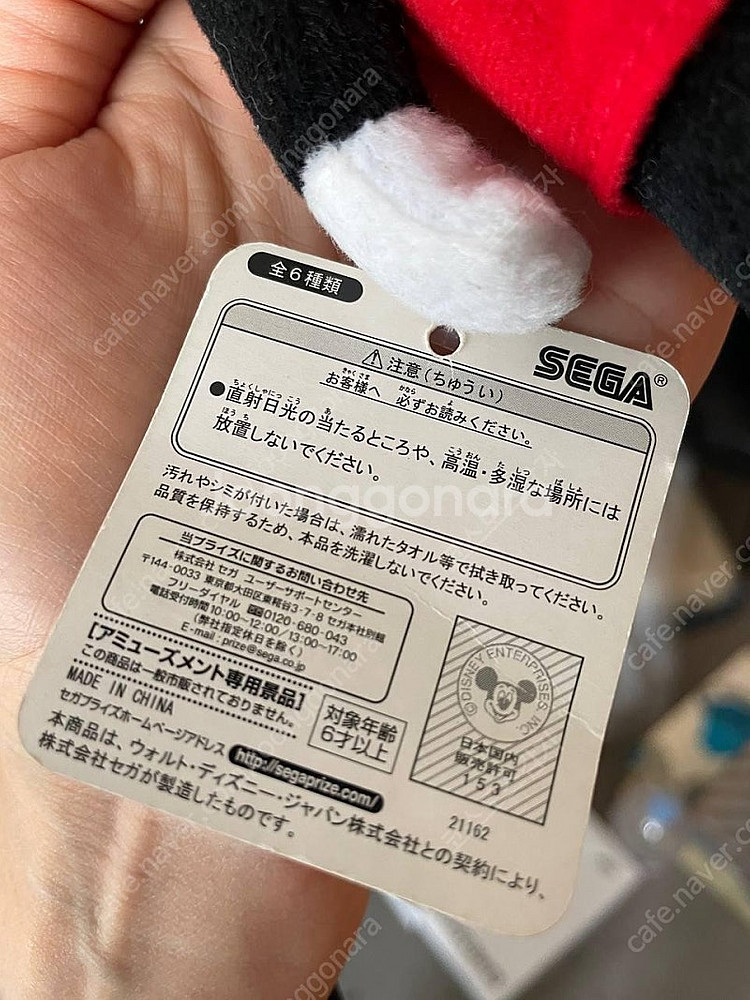 全6種類
SEGA®
⚠注意(ちゅうい)
お客様へ 必ずお読みください。
●直射日光の当たるところや、高温・多湿な場所には
放置しないでください。
汚れやシミが付いた場合は、濡れたタオル等で拭き取ってください。
品質を保持するため、本品を洗濯しないでください。
当プライズに関するお問い合わせ先
株式会社セガ ユーザーサポートセンター
〒144-0033 東京都大田区東糀谷3-7-8 セガ本社別館
フリーダイヤル 0120-680-043
電話受付時間10:00~12:00/13:00~17:00
(弊社指定休日を除く)
E-mail:prize@sega.co.jp
[アミューズメント専用景品]
この商品は一般市販されておりません。
MADE IN CHINA
セガプライズホームページアドレス http://segaprize.com/
対象年齢
6才以上
©DISNEY ENTERPRISES INC.
日本国内
販売許可
153
21162
本商品は、ウォルト・ディズニー・ジャパン株式会社との契約により、
株式会社セガが製造したものです。
joonggonara
cafe.naver.com/joonggonara